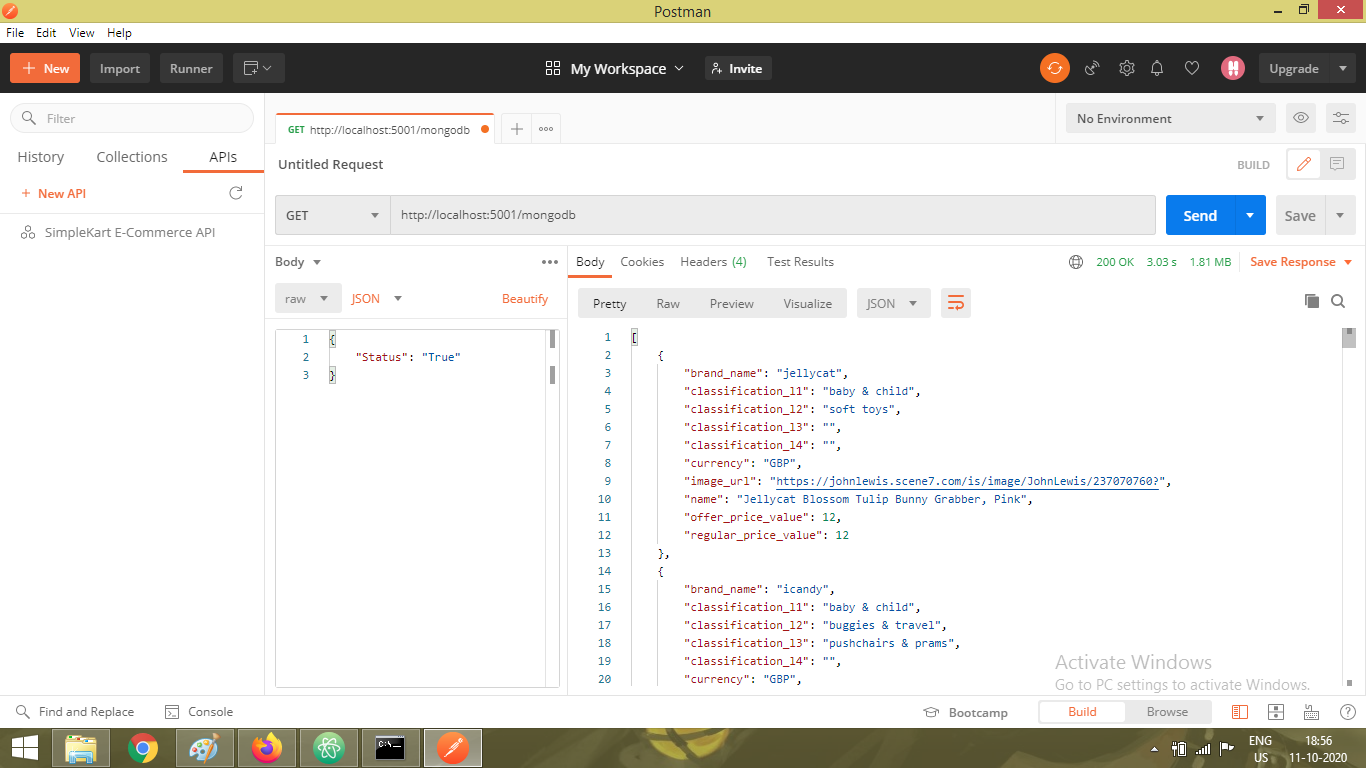 Postman
File Edit View Help
+ New Import Runner My Workspace Invite Upgrade
Filter
History Collections APIs
+ New API
SimpleKart E-Commerce API
GET http://localhost:5001/mongodb
No Environment
Untitled Request
BUILD
GET http://localhost:5001/mongodb Send Save
Body
raw JSON Beautify
1 {
2 "Status": "True"
3 }
Body Cookies Headers (4) Test Results 200 OK 3.03 s 1.81 MB Save Response
Pretty Raw Preview Visualize JSON
1 [
2 {
3 "brand_name": "jellycat",
4 "classification_l1": "baby & child",
5 "classification_l2": "soft toys",
6 "classification_l3": "",
7 "classification_l4": "",
8 "currency": "GBP",
9 "image_url": "https://johnlewis.scene7.com/is/image/JohnLewis/237070760?",
10 "name": "Jellycat Blossom Tulip Bunny Grabber, Pink",
11 "offer_price_value": 12,
12 "regular_price_value": 12
13 },
14 {
15 "brand_name": "icandy",
16 "classification_l1": "baby & child",
17 "classification_l2": "buggies & travel",
18 "classification_l3": "pushchairs & prams",
19 "classification_l4": "",
20 "currency": "GBP",
Activate Windows
Go to PC settings to activate Windows.
Find and Replace Console Bootcamp Build Browse
ENG 18:56
US 11-10-2020